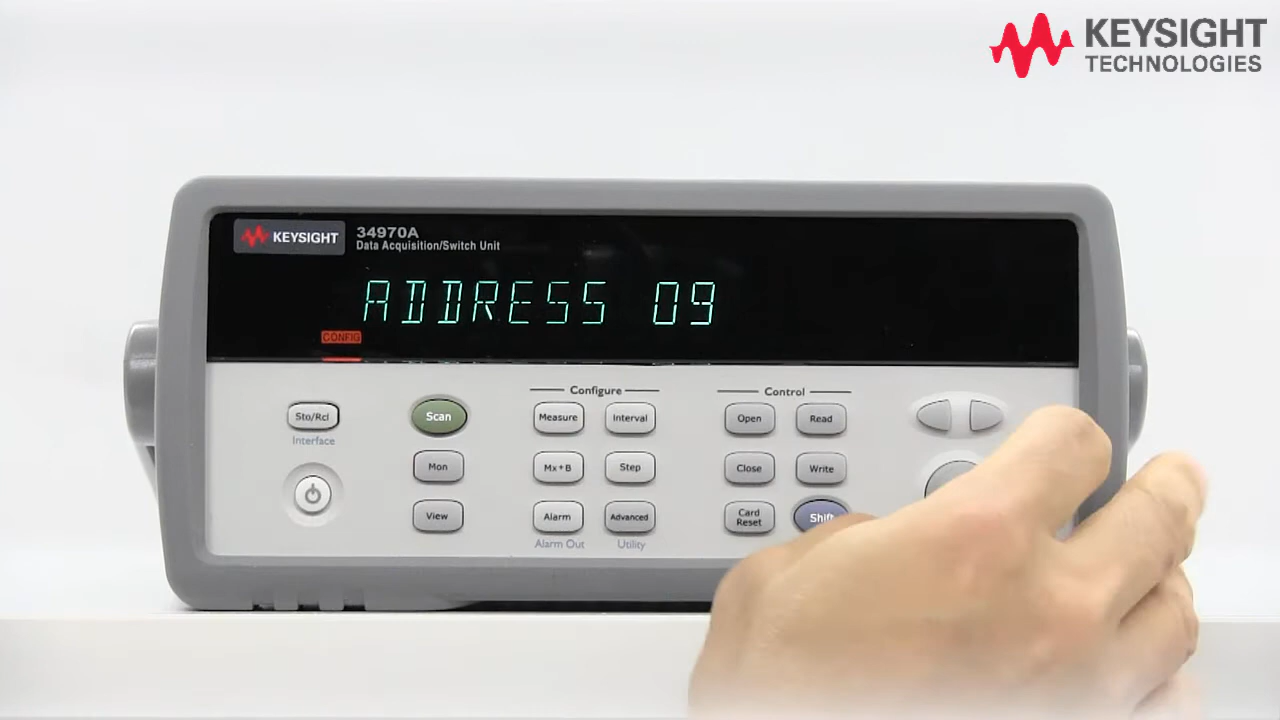 KEYSIGHT
TECHNOLOGIES
KEYSIGHT
34970A
Data Acquisition/Switch Unit
ADDRESS 09
CONFIG
Configure
Control
Sto/Rcl
Scan
Measure
Interval
Open
Read
Interface
Mon
Mx+B
Step
Close
Write
View
Alarm
Advanced
Card
Reset
Shift
Alarm Out
Utility